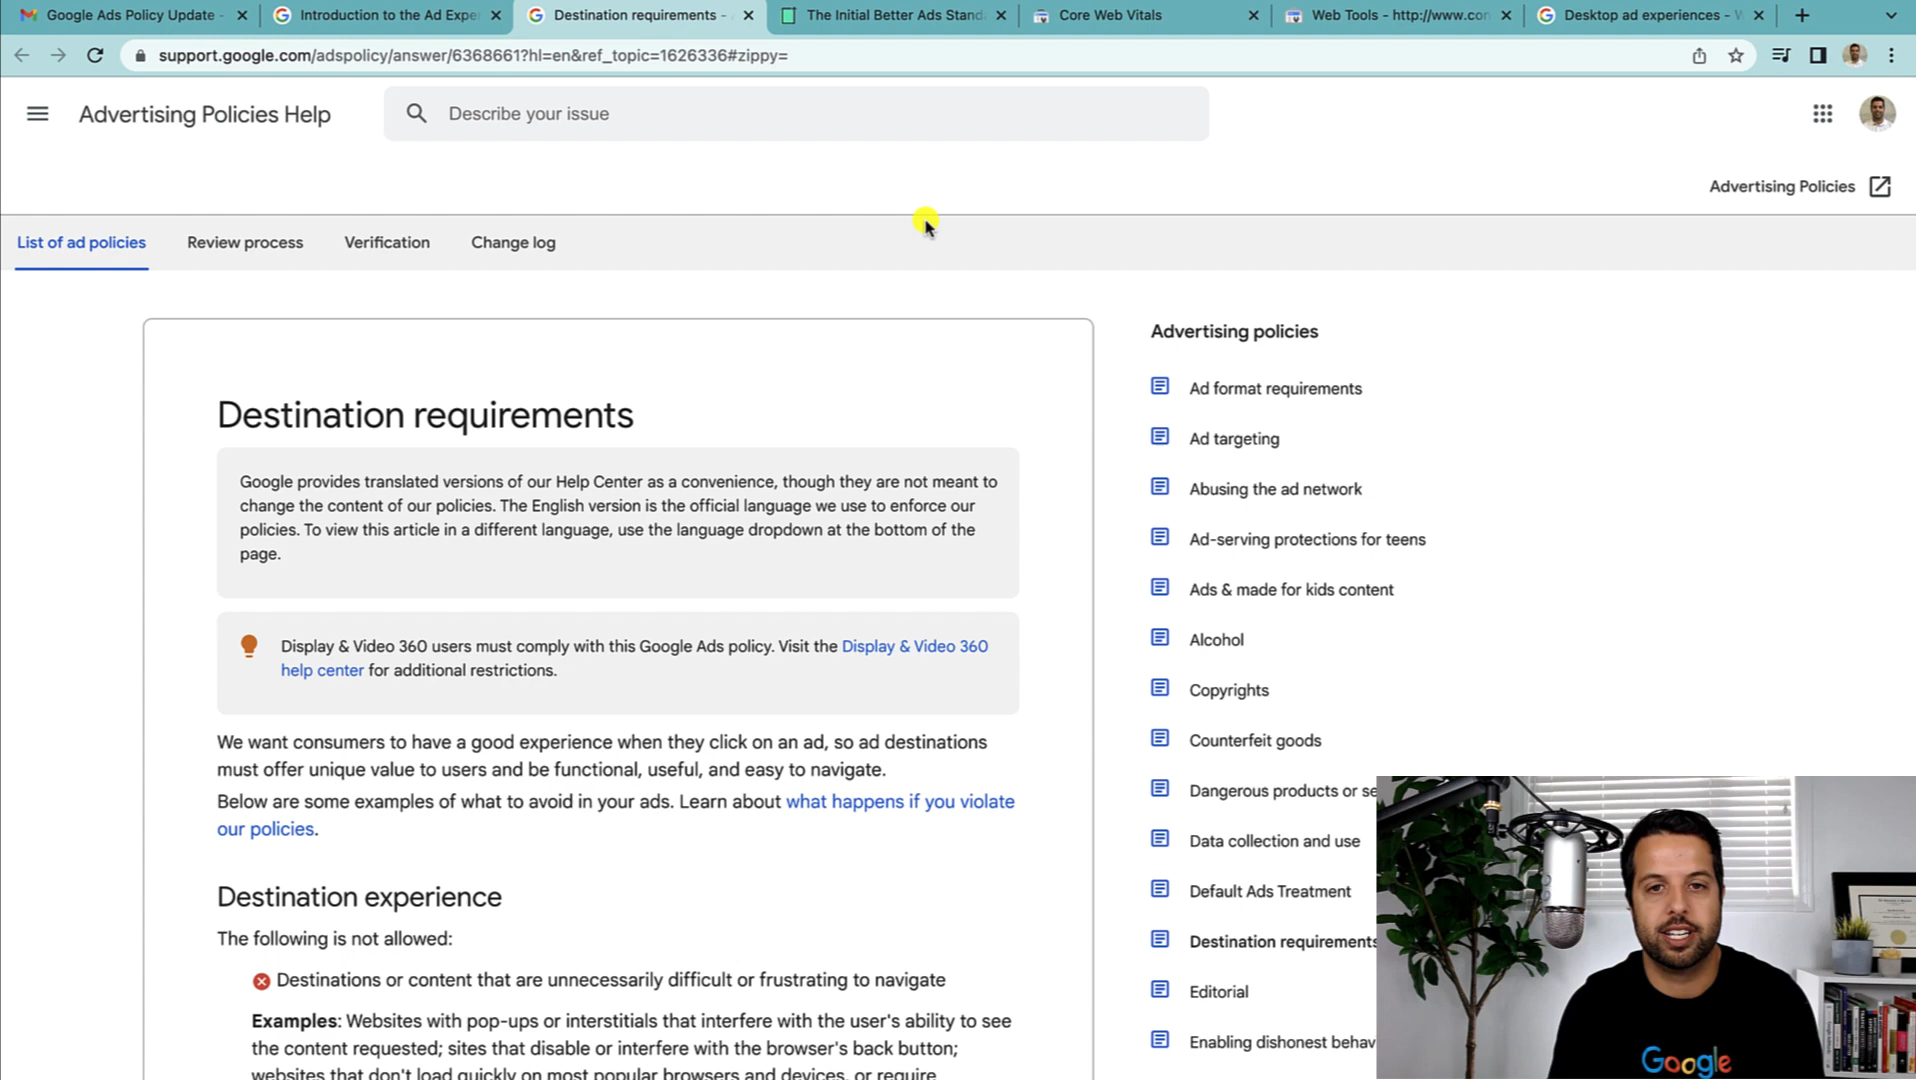 Google Ads Policy Update -
Introduction to the Ad Expe
Destination requirements -
The Initial Better Ads Stand
Core Web Vitals
Web Tools - http://www.con
Desktop ad experiences -
support.google.com/adspolicy/answer/6368661?hl=en&ref_topic=1626336#zippy=
Advertising Policies Help
Describe your issue
Advertising Policies
List of ad policies
Review process
Verification
Change log
Destination requirements
Google provides translated versions of our Help Center as a convenience, though they are not meant to
change the content of our policies. The English version is the official language we use to enforce our
policies. To view this article in a different language, use the language dropdown at the bottom of the
page.
Display & Video 360 users must comply with this Google Ads policy. Visit the Display & Video 360
help center for additional restrictions.
We want consumers to have a good experience when they click on an ad, so ad destinations
must offer unique value to users and be functional, useful, and easy to navigate.
Below are some examples of what to avoid in your ads. Learn about what happens if you violate
our policies.
Destination experience
The following is not allowed:
Destinations or content that are unnecessarily difficult or frustrating to navigate
Examples: Websites with pop-ups or interstitials that interfere with the user's ability to see
the content requested; sites that disable or interfere with the browser's back button;
websites that don't load quickly on most popular browsers and devices, or require
Advertising policies
Ad format requirements
Ad targeting
Abusing the ad network
Ad-serving protections for teens
Ads & made for kids content
Alcohol
Copyrights
Counterfeit goods
Dangerous products or se
Data collection and use
Default Ads Treatment
Destination requirements
Editorial
Enabling dishonest behav
Google